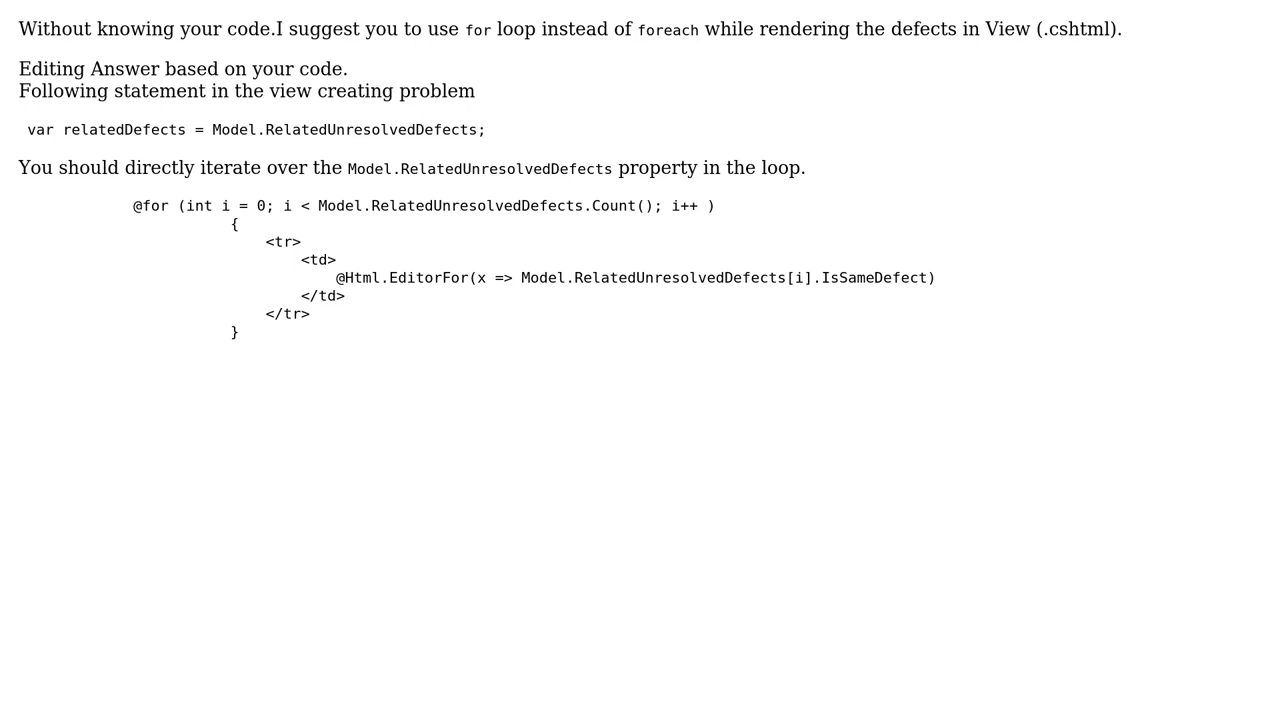 Without knowing your code.I suggest you to use for loop instead of foreach while rendering the defects in View (.cshtml).
Editing Answer based on your code.
Following statement in the view creating problem
var relatedDefects = Model.RelatedUnresolvedDefects;
You should directly iterate over the Model.RelatedUnresolvedDefects property in the loop.
@for (int i = 0; i < Model.RelatedUnresolvedDefects.Count(); i++ )
{
<tr>
<td>
@Html.EditorFor(x => Model.RelatedUnresolvedDefects[i].IsSameDefect)
</td>
</tr>
}